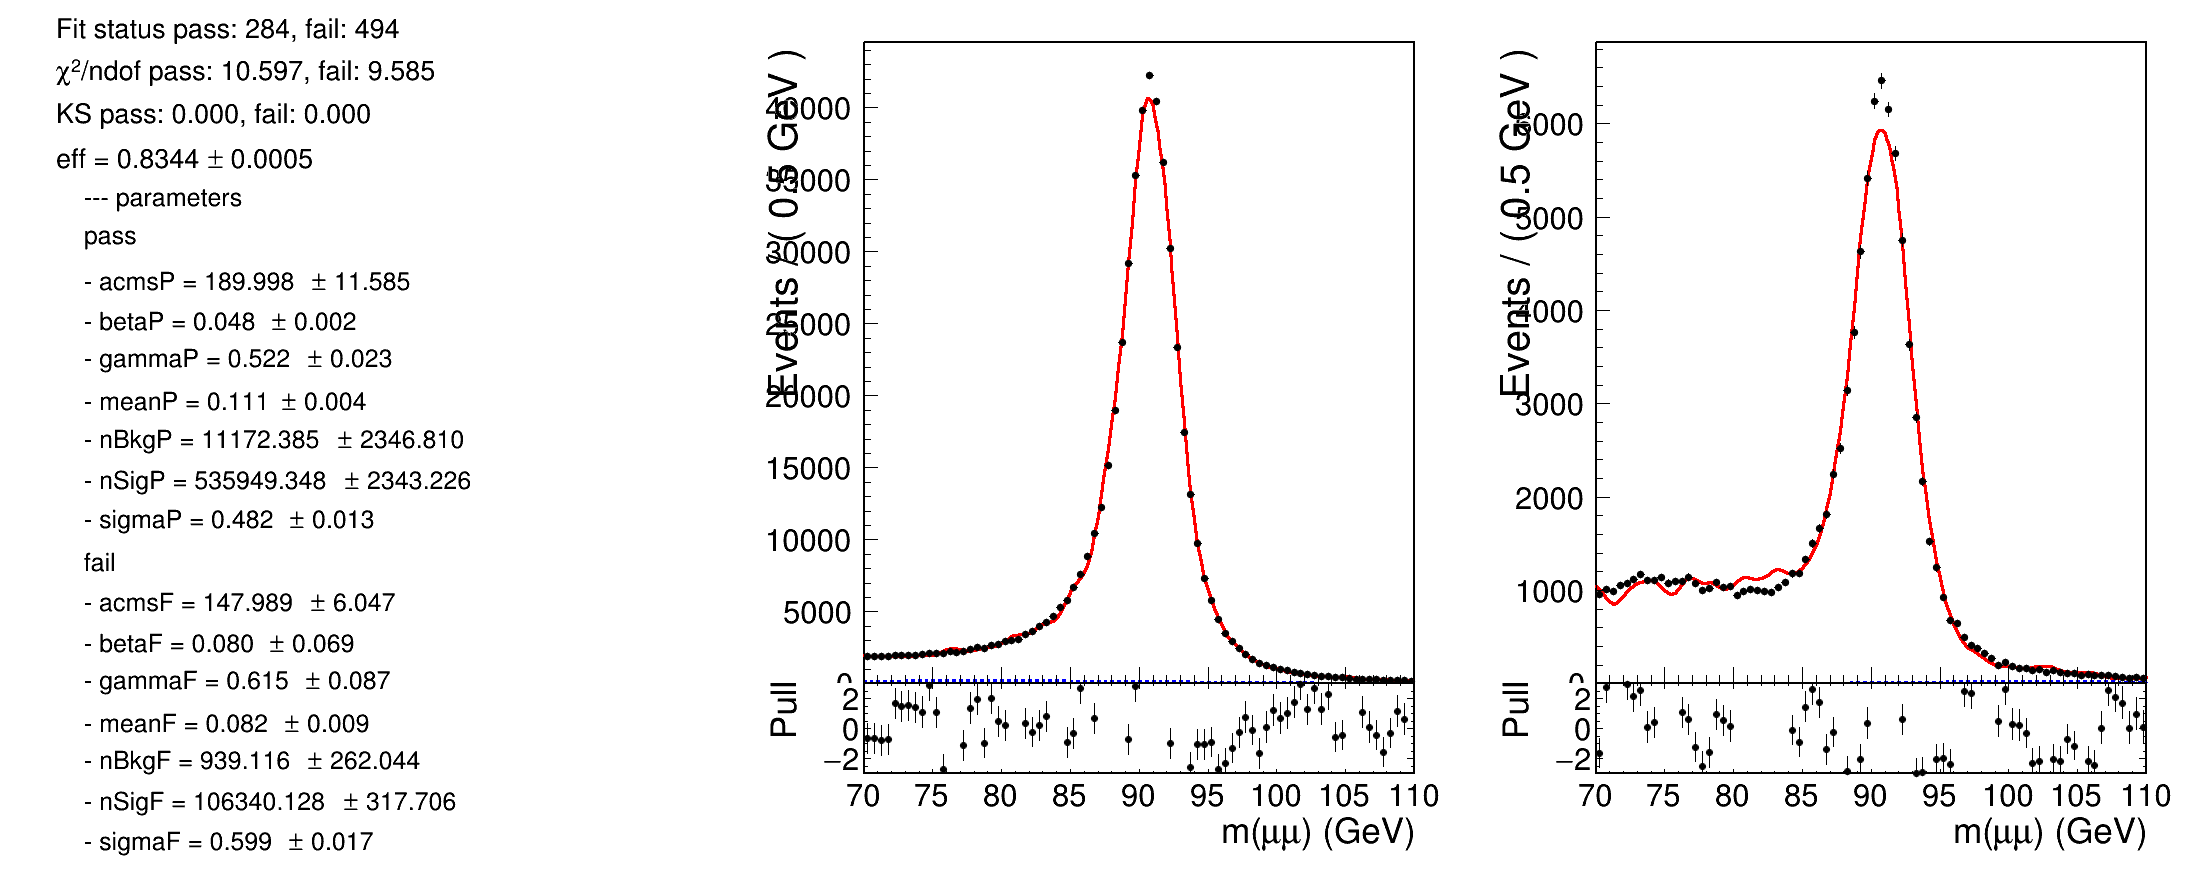 Fit status pass: 284, fail: 494
χ²/ndof pass: 10.597, fail: 9.585
KS pass: 0.000, fail: 0.000
eff = 0.8344 ± 0.0005
--- parameters
pass
- acmsP = 189.998 ± 11.585
- betaP = 0.048 ± 0.002
- gammaP = 0.522 ± 0.023
- meanP = 0.111 ± 0.004
- nBkgP = 11172.385 ± 2346.810
- nSigP = 535949.348 ± 2343.226
- sigmaP = 0.482 ± 0.013
fail
- acmsF = 147.989 ± 6.047
- betaF = 0.080 ± 0.069
- gammaF = 0.615 ± 0.087
- meanF = 0.082 ± 0.009
- nBkgF = 939.116 ± 262.044
- nSigF = 106340.128 ± 317.706
- sigmaF = 0.599 ± 0.017
Events / ( 0.5 GeV )
40000
35000
30000
25000
20000
15000
10000
5000
0
Pull
2
0
−2
70 75 80 85 90 95 100 105 110
m(μμ) (GeV)
Events / ( 0.5 GeV )
6000
5000
4000
3000
2000
1000
0
Pull
2
0
−2
70 75 80 85 90 95 100 105 110
m(μμ) (GeV)